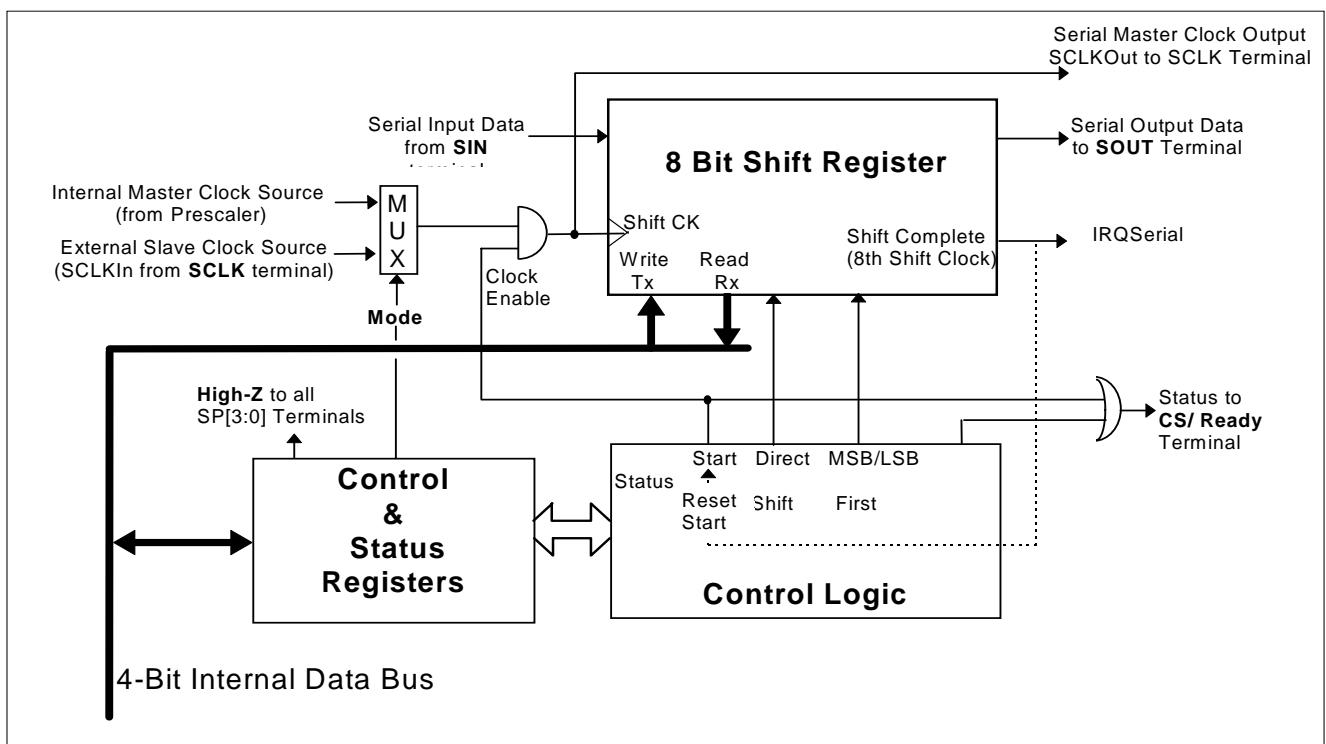 Serial Master Clock Output
SCLKOut to SCLK Terminal
Serial Input Data
from SIN
Serial Output Data
to SOUT Terminal
8 Bit Shift Register
Internal Master Clock Source
(from Prescaler)
External Slave Clock Source
(SCLKIn from SCLK terminal)
M
U
X
Shift CK
Clock
Enable
Write
Tx
Read
Rx
Shift Complete
(8th Shift Clock)
IRQSerial
Mode
High-Z to all
SP[3:0] Terminals
Status to
CS/ Ready
Terminal
Control
&
Status
Registers
Status
Start
Reset
Start
Direct
Shift
MSB/LSB
First
Control Logic
4-Bit Internal Data Bus